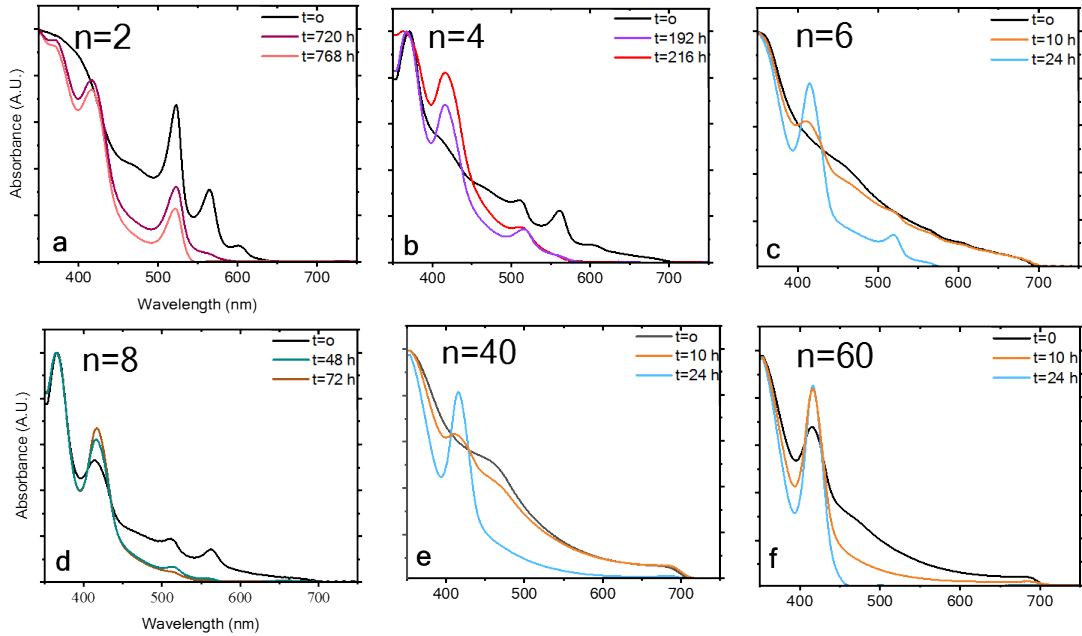 n=2
t=o
t=720 h
t=768 h
a
400 500 600 700
Wavelength (nm)
Absorbance (A.U.)
n=4
t=o
t=192 h
t=216 h
b
400 500 600 700
n=6
t=o
t=10 h
t=24 h
c
400 500 600 700
n=8
t=o
t=48 h
t=72 h
d
400 500 600 700
Wavelength (nm)
Absorbance (A.U.)
n=40
t=o
t=10 h
t=24 h
e
400 500 600 700
n=60
t=0
t=10 h
t=24 h
f
400 500 600 700